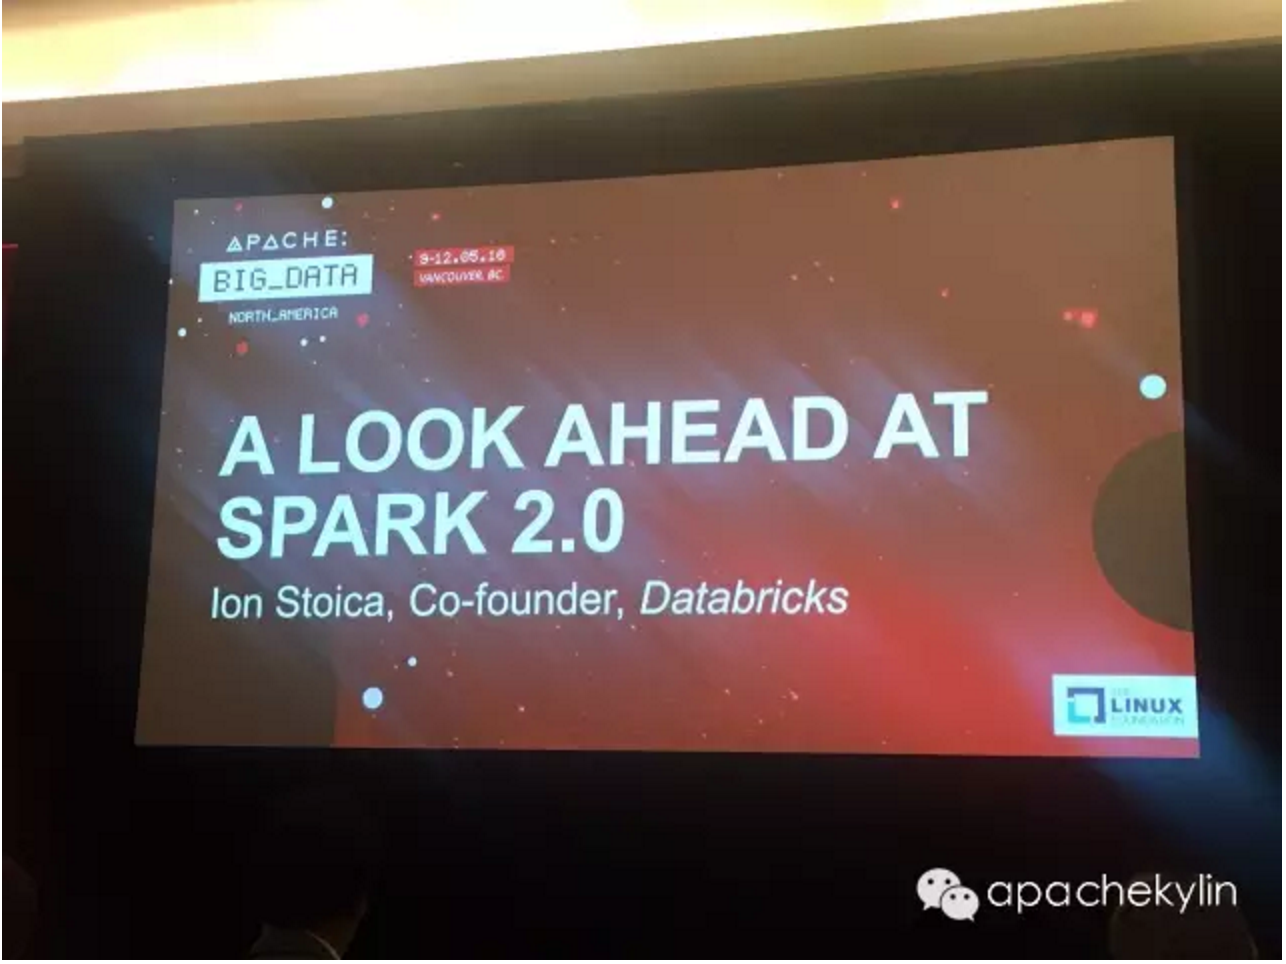 APACHE:
BIG_DATA
NORTH_AMERICA
9-12.05.16
VANCOUVER, BC
A LOOK AHEAD AT
SPARK 2.0
Ion Stoica, Co-founder, Databricks
THE
LINUX
FOUNDATION
apachekylin